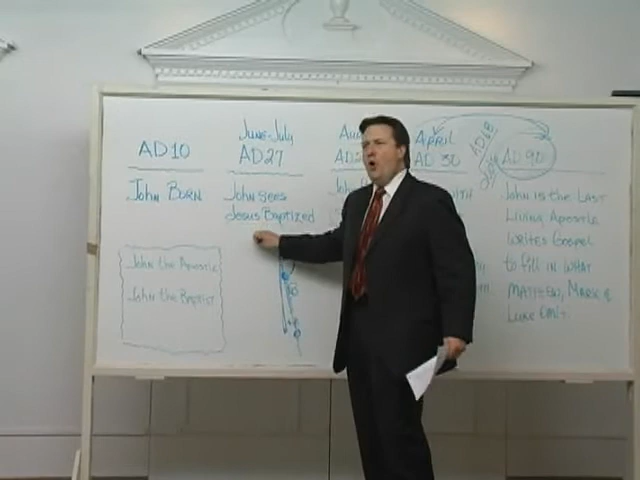 AD10
John Born
John the Apostle
John the Baptist
June-July
AD27
John sees
Jesus Baptized
April
AD 30
AD68
AD 90
John is the Last
Living Apostle
Writes Gospel
to fill in what
Matthew, Mark &
Luke omit